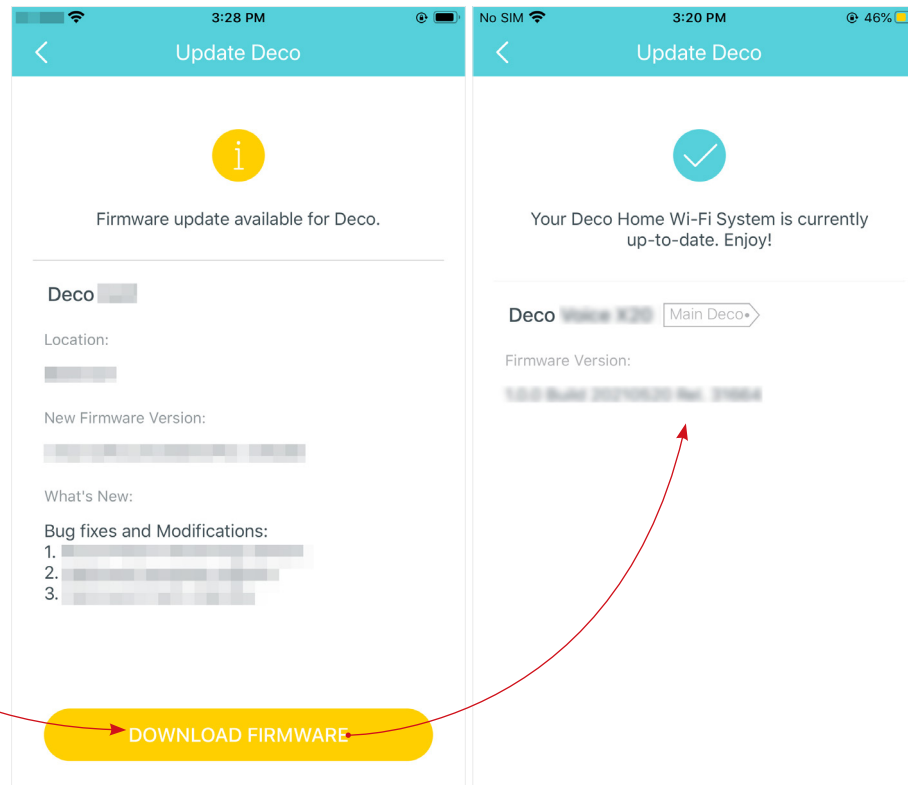 3:28 PM
Update Deco
i
Firmware update available for Deco.
Deco
Location:
New Firmware Version:
What's New:
Bug fixes and Modifications:
1.
2.
3.
DOWNLOAD FIRMWARE
No SIM 3:20 PM 46%
Update Deco
Your Deco Home Wi-Fi System is currently
up-to-date. Enjoy!
Deco Main Deco
Firmware Version: